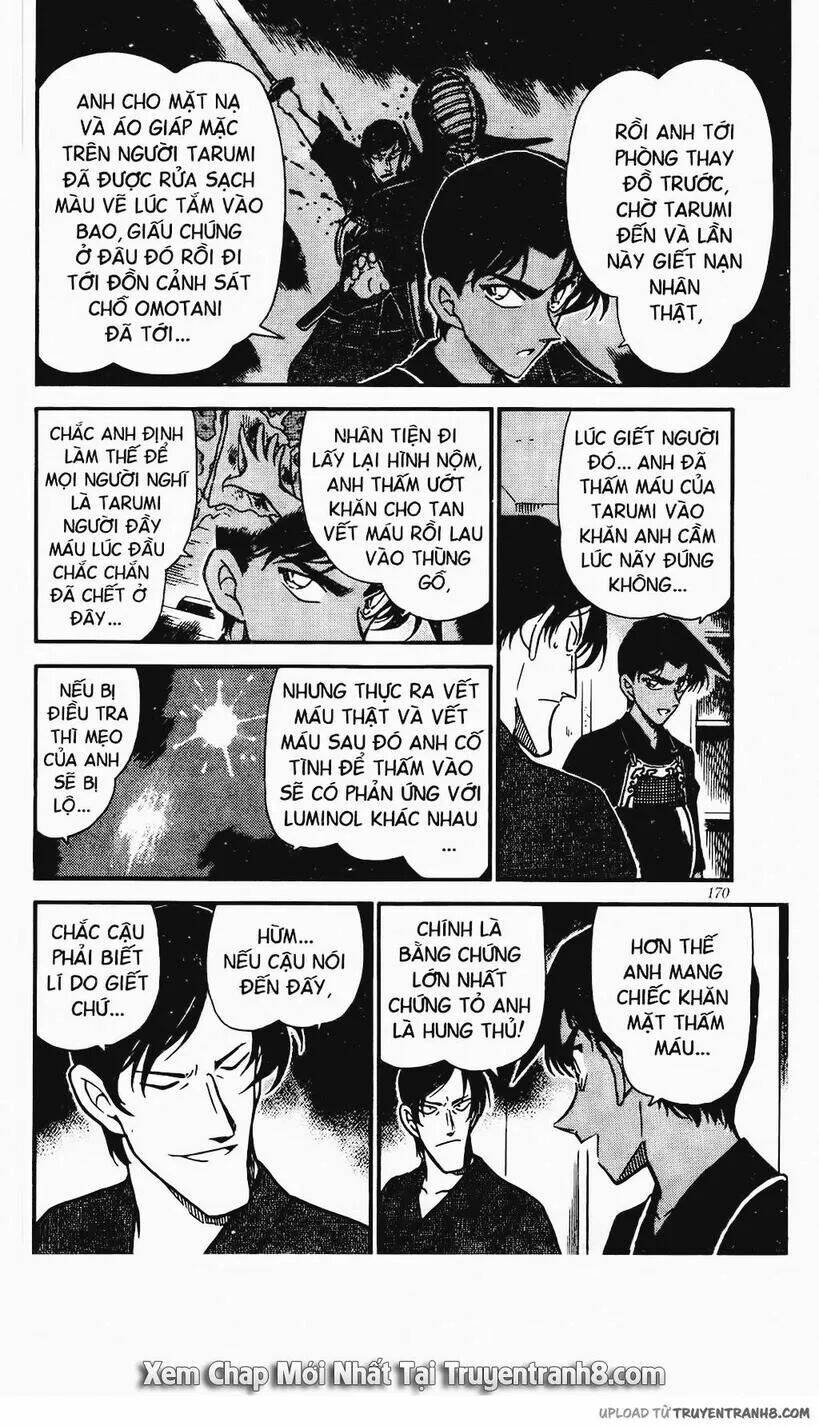 RỒI ANH TỚI
PHÒNG THAY
ĐỒ TRƯỚC,
CHỜ TARUMI
ĐẾN VÀ LẦN
NÀY GIẾT NẠN
NHÂN
THẬT,
ANH CHO MẶT NẠ
VÀ ÁO GIÁP MẶC
TRÊN NGƯỜI TARUMI
ĐÃ ĐƯỢC RỬA SẠCH
MÀU VẼ LÚC TẮM VÀO
BAO, GIẤU CHÚNG
Ở ĐÂU ĐÓ RỒI ĐI
TỚI ĐỒN CẢNH SÁT
CHỖ OMOTANI
ĐÃ TỚI...
LÚC GIẾT NGƯỜI
ĐÓ... ANH ĐÃ
THẤM MÁU CỦA
TARUMI VÀO
KHĂN ANH CẦM
LÚC NÃY ĐÚNG
KHÔNG...
NHÂN TIỆN ĐI
LẤY LẠI HÌNH NỘM,
ANH THẤM ƯỚT
KHĂN CHO TAN
VẾT MÁU RỒI LAU
VÀO THÙNG
GỖ,
CHẮC ANH ĐỊNH
LÀM THẾ ĐỂ
MỌI NGƯỜI NGHĨ
LÀ TARUMI
NGƯỜI ĐẦY
MÁU LÚC ĐẦU
CHẮC CHẮN
ĐÃ CHẾT Ở
ĐÂY...
NHƯNG THỰC RA VẾT
MÁU THẬT VÀ VẾT
MÁU SAU ĐÓ ANH CỐ
TÌNH ĐỂ THẤM VÀO
SẼ CÓ PHẢN ỨNG VỚI
LUMINOL KHÁC NHAU
...
NẾU BỊ
ĐIỀU TRA
THÌ MẸO
CỦA ANH
SẼ BỊ
LỘ...
170
HƠN THẾ
ANH MANG
CHIẾC KHĂN
MẶT THẤM
MÁU...
CHÍNH LÀ
BẰNG CHỨNG
LỚN NHẤT
CHỨNG TỎ ANH
LÀ HUNG THỦ!
HỪM...
NẾU CẬU NÓI
ĐẾN ĐẤY,
CHẮC CẬU
PHẢI BIẾT
LÍ DO GIẾT
CHỨ...
Xem Chap Mới Nhất Tại Truyentranh8.com
UPLOAD TỪ TRUYENTRANH8.COM